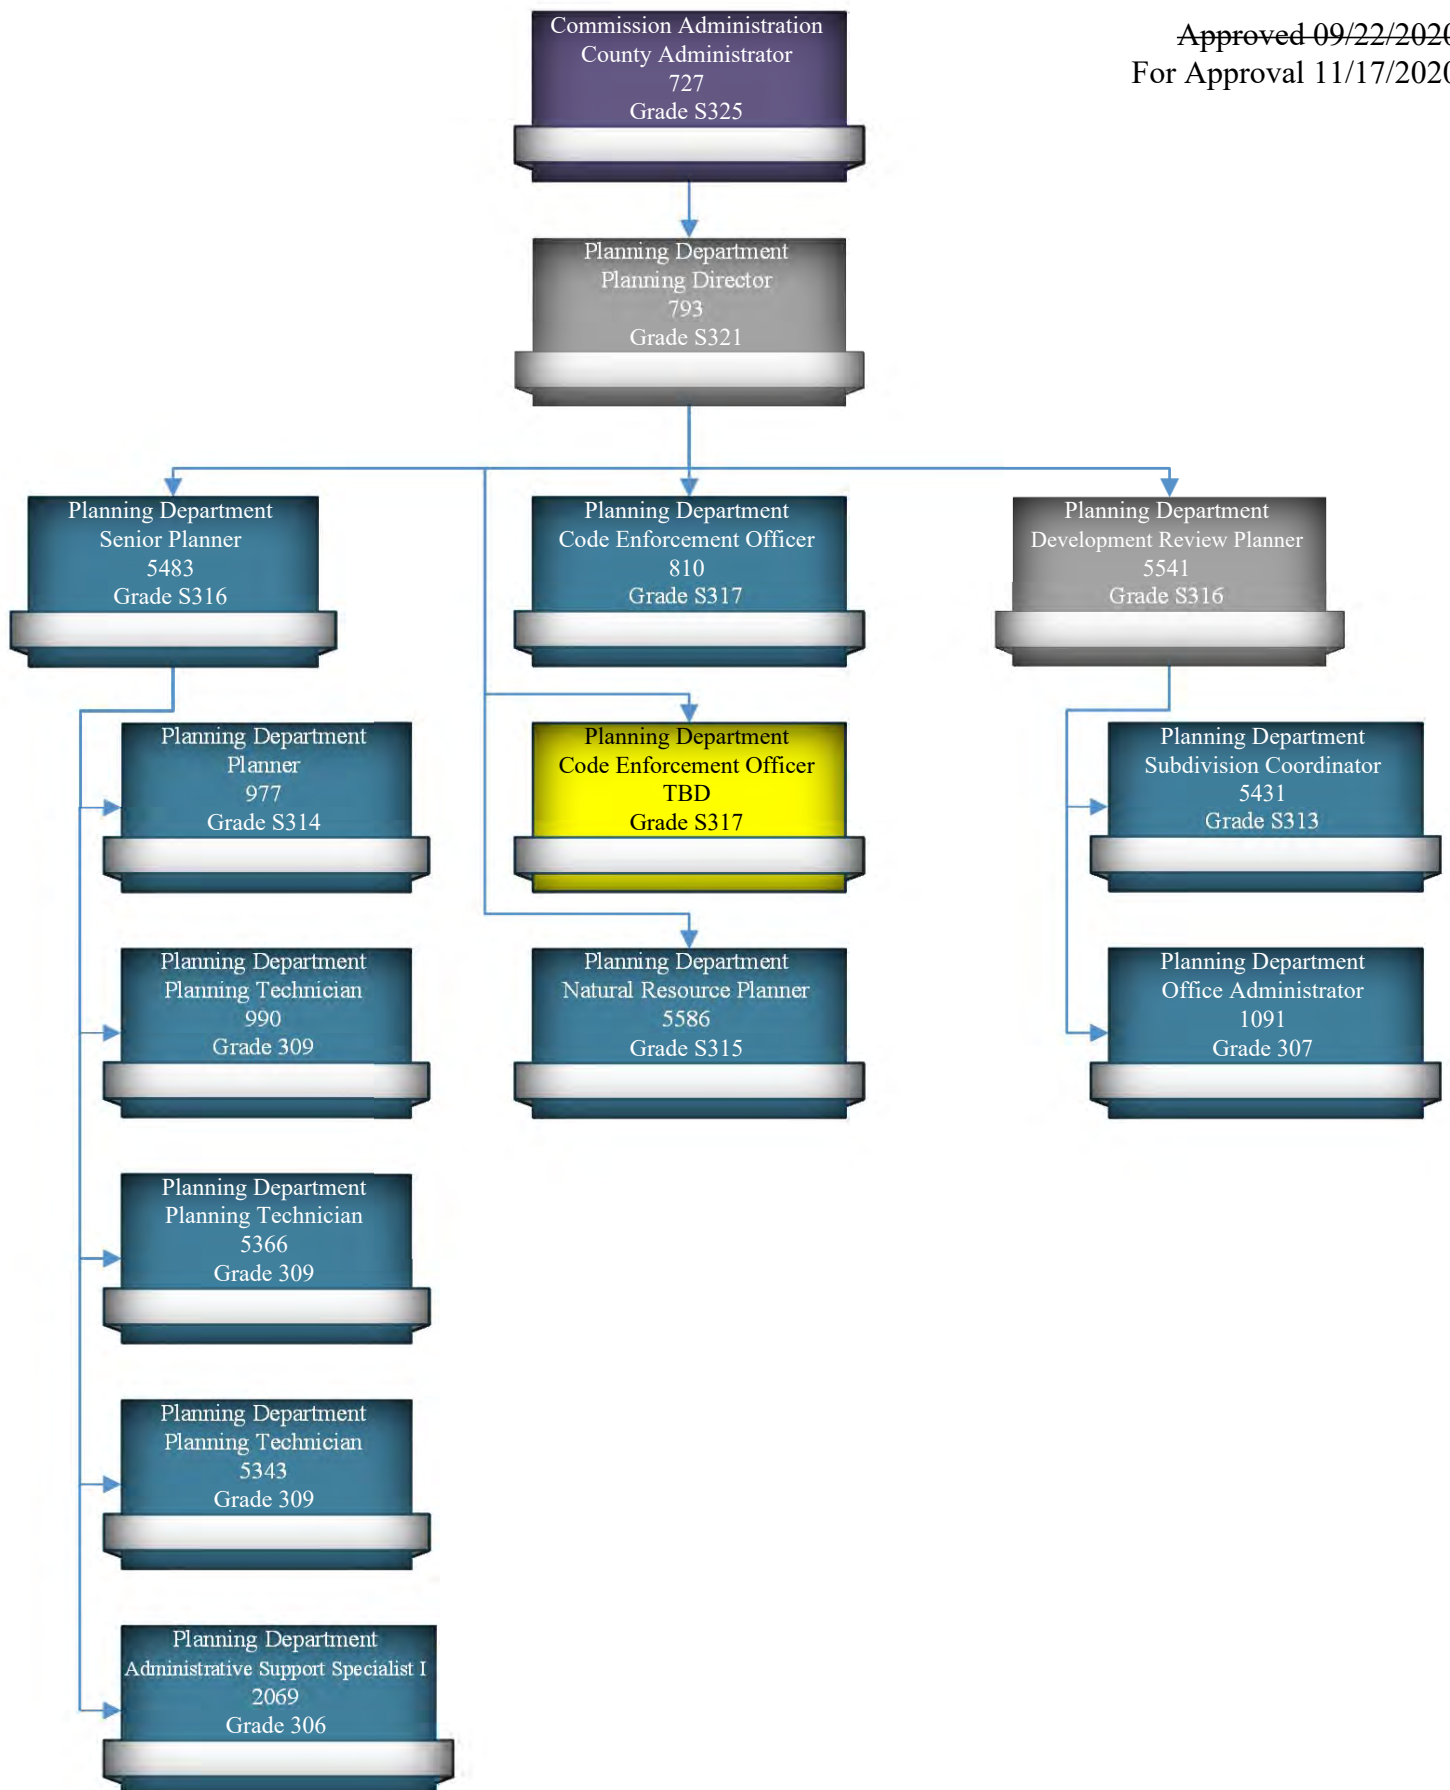 Approved 09/22/2020
For Approval 11/17/2020
Commission Administration
County Administrator
727
Grade S325
Planning Department
Planning Director
793
Grade S321
Planning Department
Senior Planner
5483
Grade S316
Planning Department
Code Enforcement Officer
810
Grade S317
Planning Department
Development Review Planner
5541
Grade S316
Planning Department
Planner
977
Grade S314
Planning Department
Code Enforcement Officer
TBD
Grade S317
Planning Department
Subdivision Coordinator
5431
Grade S313
Planning Department
Planning Technician
990
Grade 309
Planning Department
Natural Resource Planner
5586
Grade S315
Planning Department
Office Administrator
1091
Grade 307
Planning Department
Planning Technician
5366
Grade 309
Planning Department
Planning Technician
5343
Grade 309
Planning Department
Administrative Support Specialist I
2069
Grade 306